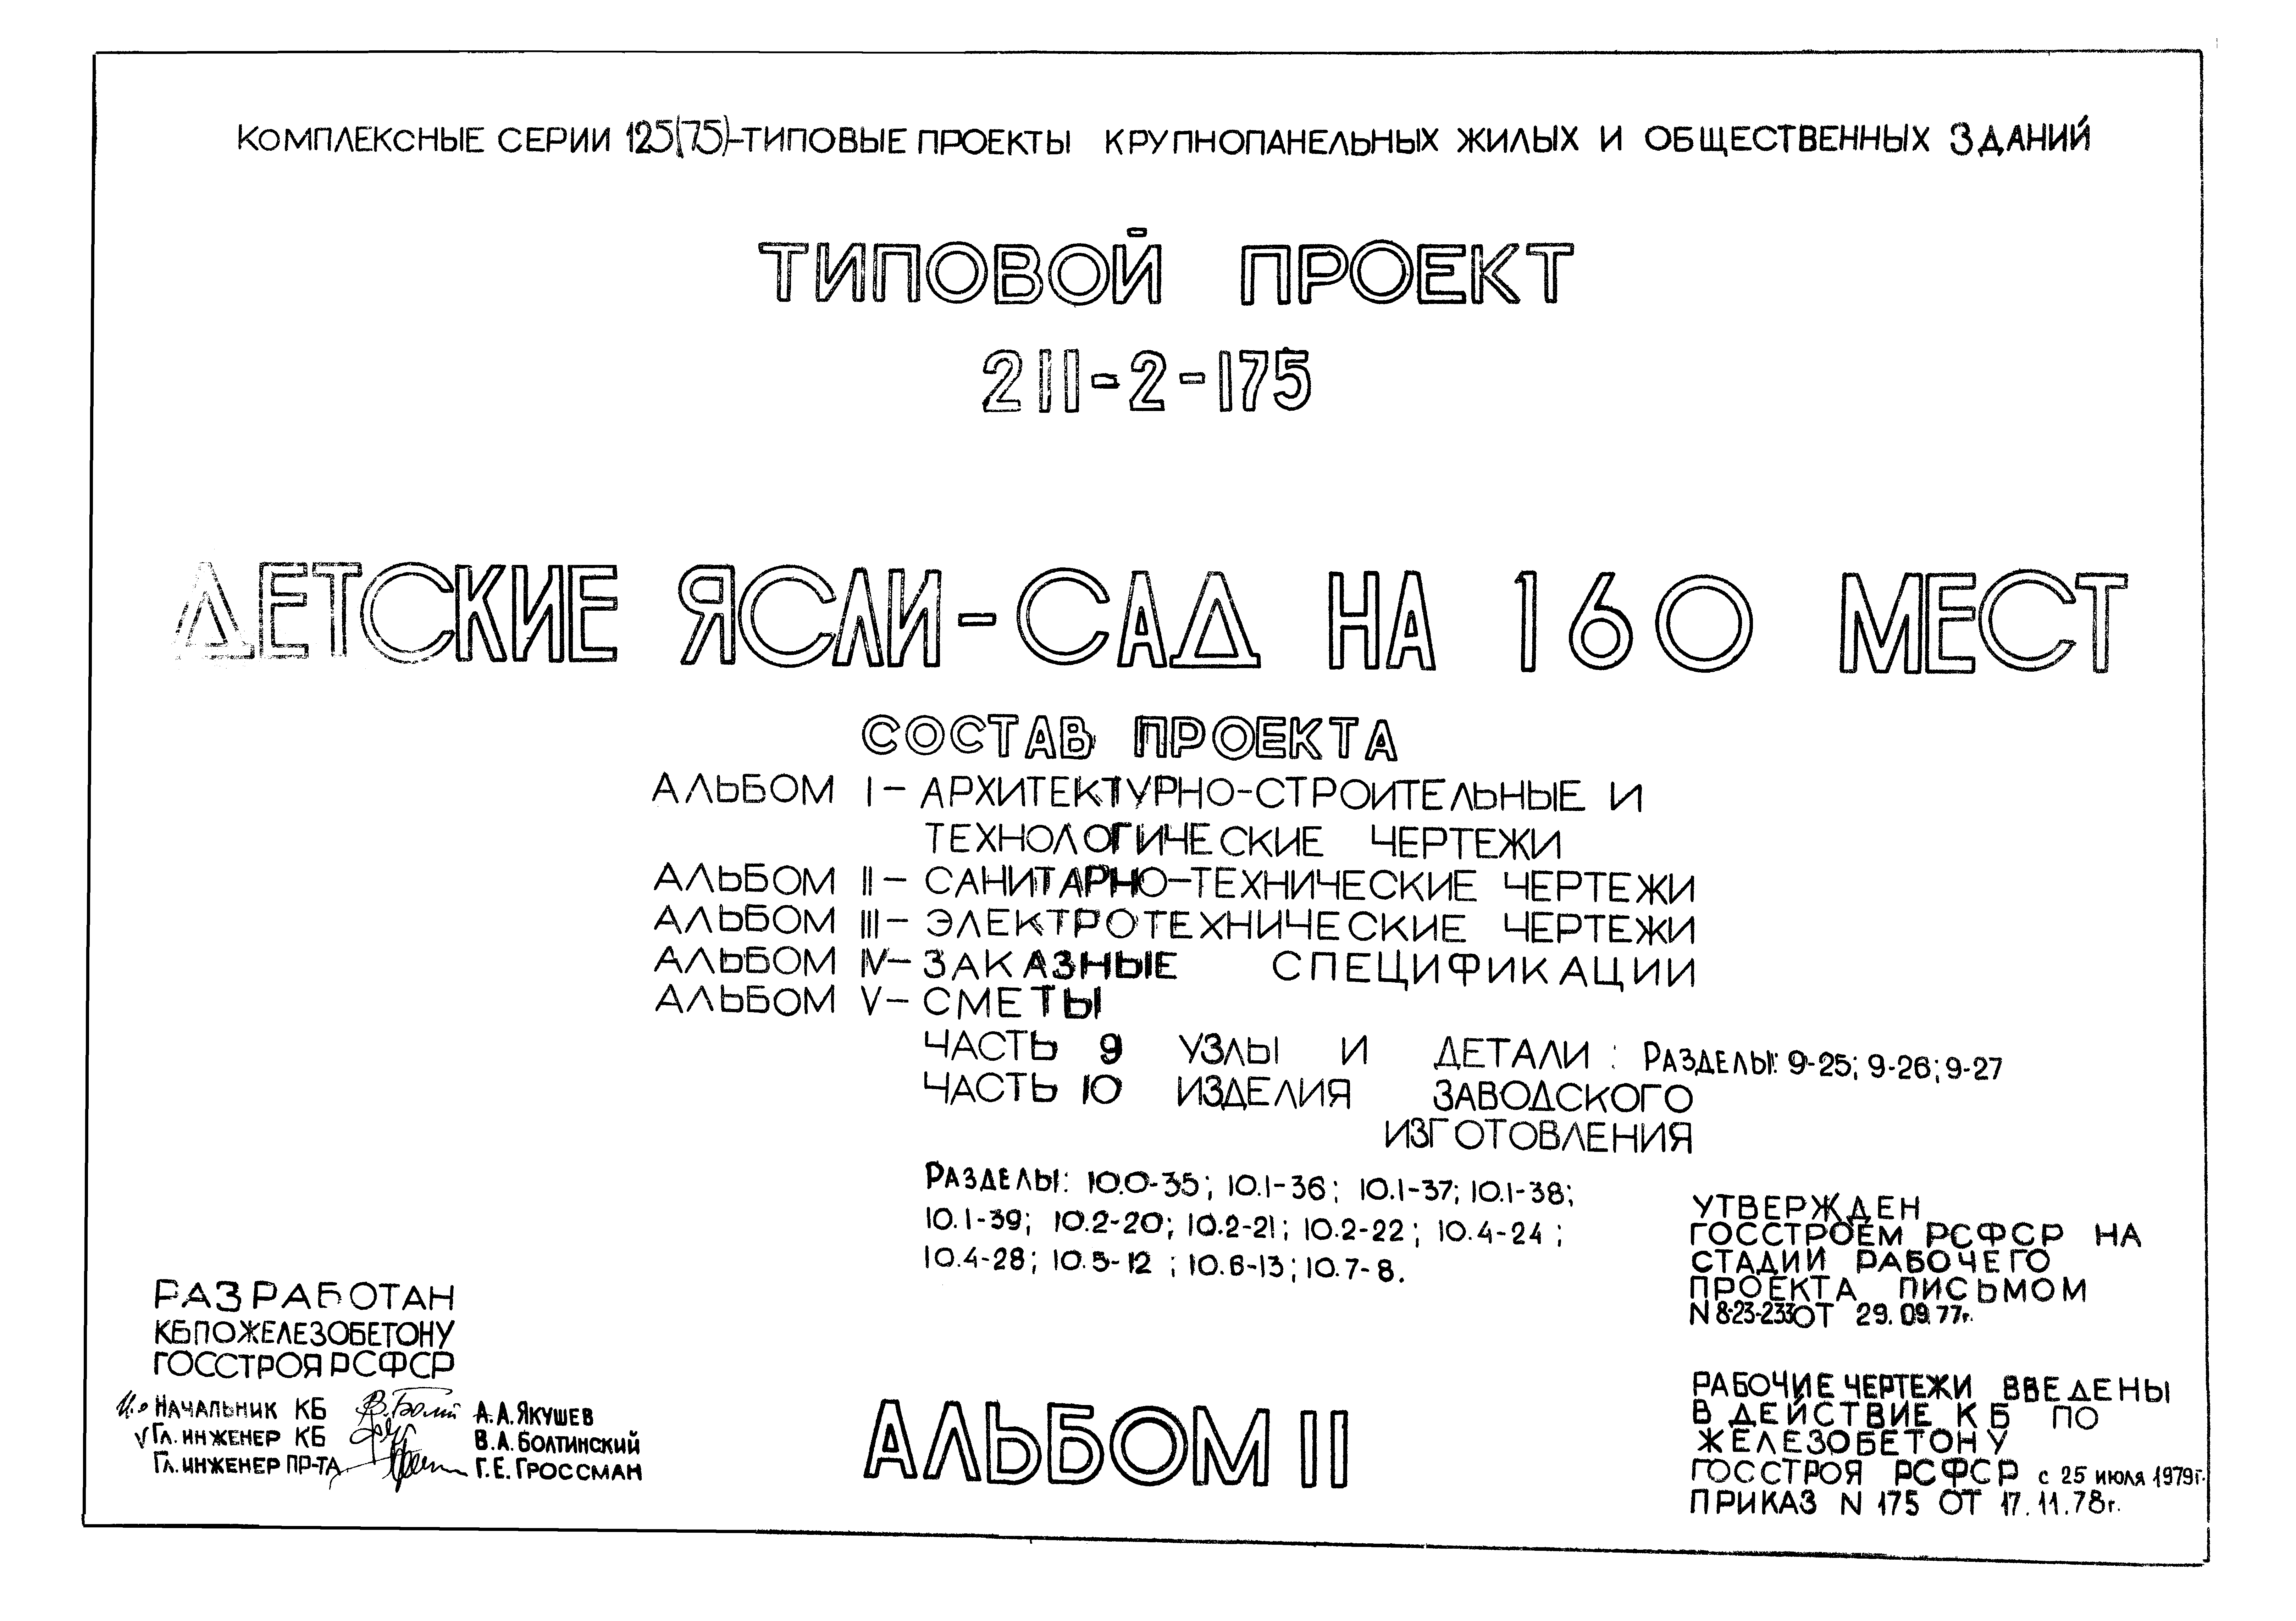 КОМПЛЕКСНЫЕ СЕРИИ 125(75)-ТИПОВЫЕ ПРОЕКТЫ КРУПНОПАНЕЛЬНЫХ ЖИЛЫХ И ОБЩЕСТВЕННЫХ ЗДАНИЙ
ТИПОВОЙ ПРОЕКТ
211-2-175
ДЕТСКИЕ ЯСЛИ-САД НА 160 МЕСТ
СОСТАВ ПРОЕКТА
АЛЬБОМ I - АРХИТЕКТУРНО-СТРОИТЕЛЬНЫЕ И
ТЕХНОЛОГИЧЕСКИЕ ЧЕРТЕЖИ
АЛЬБОМ II - САНИТАРНО-ТЕХНИЧЕСКИЕ ЧЕРТЕЖИ
АЛЬБОМ III - ЭЛЕКТРОТЕХНИЧЕСКИЕ ЧЕРТЕЖИ
АЛЬБОМ IV - ЗАКАЗНЫЕ СПЕЦИФИКАЦИИ
АЛЬБОМ V - СМЕТЫ
ЧАСТЬ 9 УЗЛЫ И ДЕТАЛИ: РАЗДЕЛЫ: 9-25; 9-26; 9-27
ЧАСТЬ 10 ИЗДЕЛИЯ ЗАВОДСКОГО
ИЗГОТОВЛЕНИЯ
РАЗДЕЛЫ: 10.0-35; 10.1-36; 10.1-37; 10.1-38;
10.1-39; 10.2-20; 10.2-21; 10.2-22; 10.4-24;
10.4-28; 10.5-12; 10.6-13; 10.7-8.
РАЗРАБОТАН
КБ ПО ЖЕЛЕЗОБЕТОНУ
ГОССТРОЯ РСФСР
И.о НАЧАЛЬНИК КБ А.А.ЯКУШЕВ
ГЛ. ИНЖЕНЕР КБ В.А.БОЛТИНСКИЙ
ГЛ. ИНЖЕНЕР ПР-ТА Г.Е.ГРОССМАН
АЛЬБОМ II
УТВЕРЖДЕН
ГОССТРОЕМ РСФСР НА
СТАДИИ РАБОЧЕГО
ПРОЕКТА ПИСЬМОМ
N 8-23-233 ОТ 29.09.77г.
РАБОЧИЕ ЧЕРТЕЖИ ВВЕДЕНЫ
В ДЕЙСТВИЕ КБ ПО
ЖЕЛЕЗОБЕТОНУ
ГОССТРОЯ РСФСР с 25 июля 1979г.
ПРИКАЗ N 175 ОТ 17.11.78г.